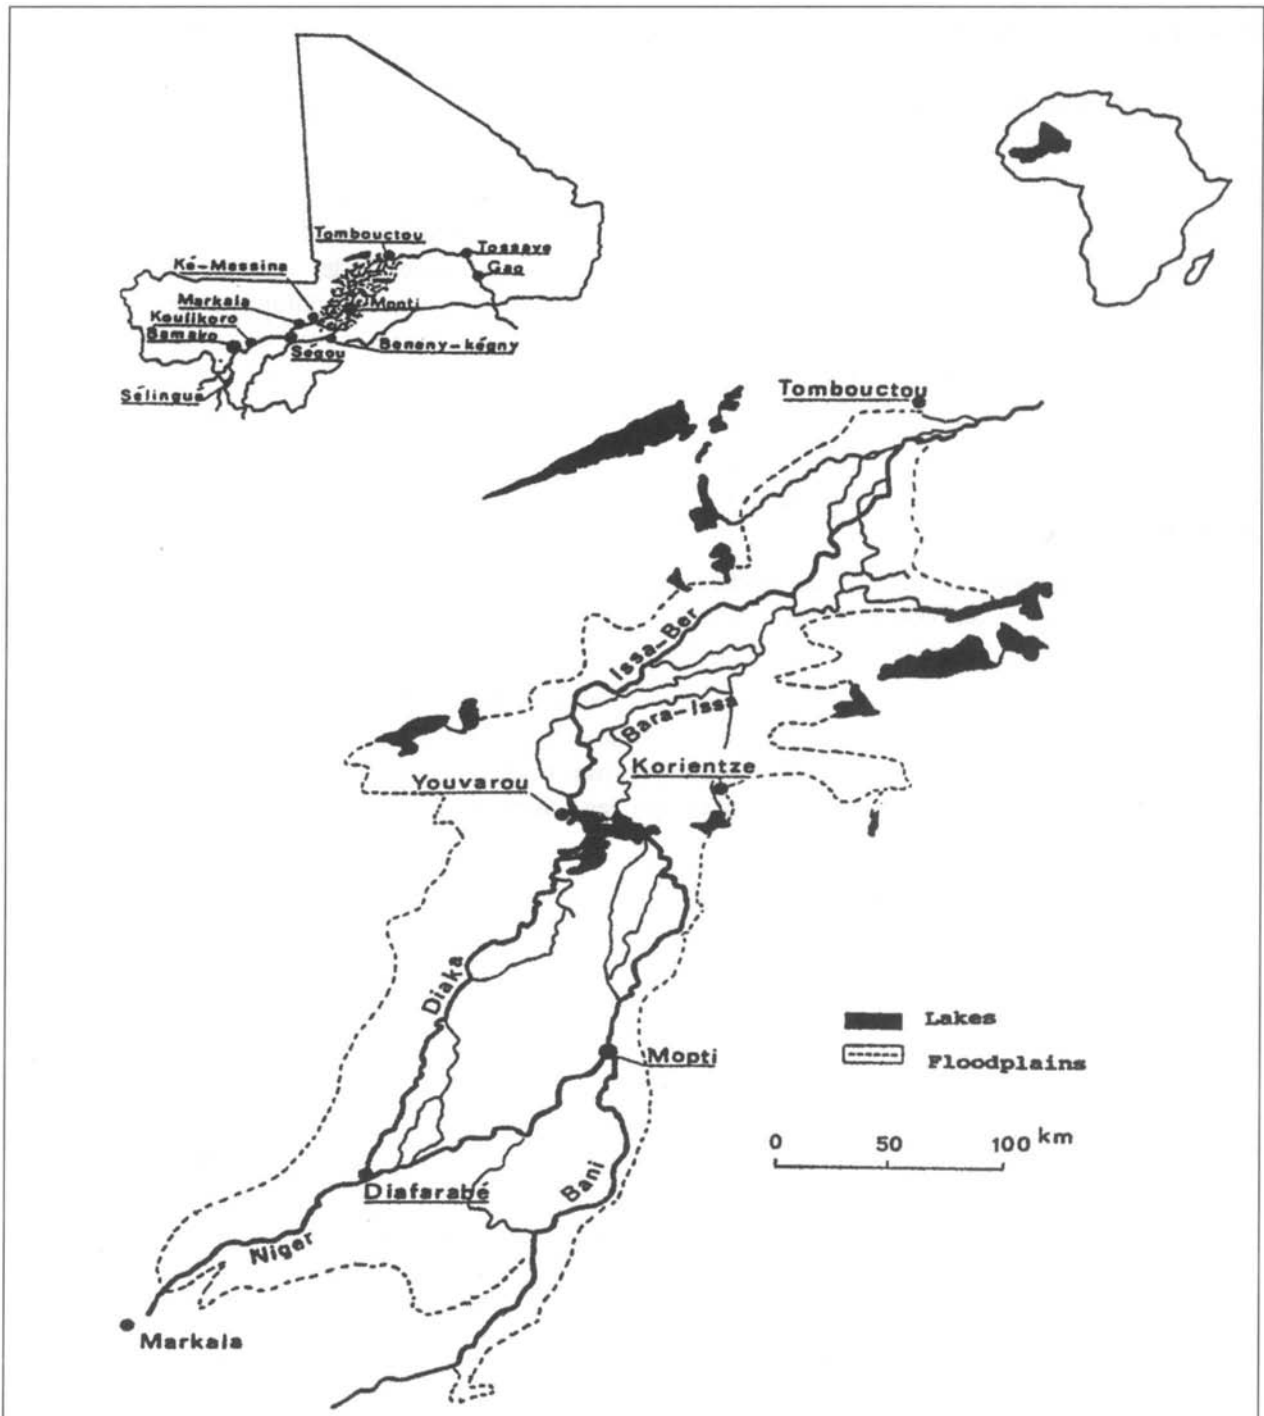 Tombouctou
Tossaye
Ké-Massina
Gao
Markala
Mopti
Koulikoro
Bamako
Beneny-kégny
Ségou
Sélingué
Tombouctou
Issa-Ber
Bara-Issa
Korientze
Youvarou
Diaka
Lakes
Mopti
Floodplains
0 50 100 km
Bani
Diafarabé
Niger
Markala